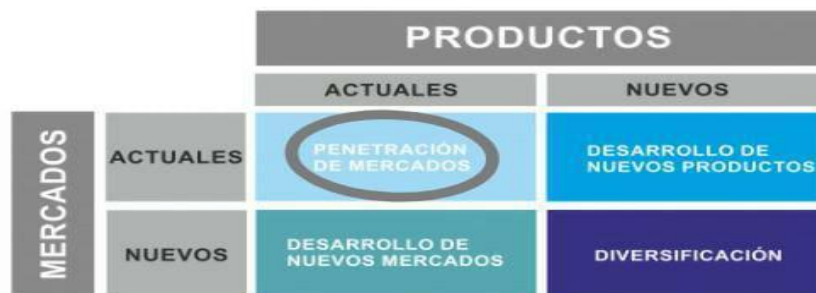 PRODUCTOS
ACTUALES
NUEVOS
MERCADOS
ACTUALES
PENETRACIÓN
DE MERCADOS
DESARROLLO DE
NUEVOS PRODUCTOS
NUEVOS
DESARROLLO DE
NUEVOS MERCADOS
DIVERSIFICACIÓN